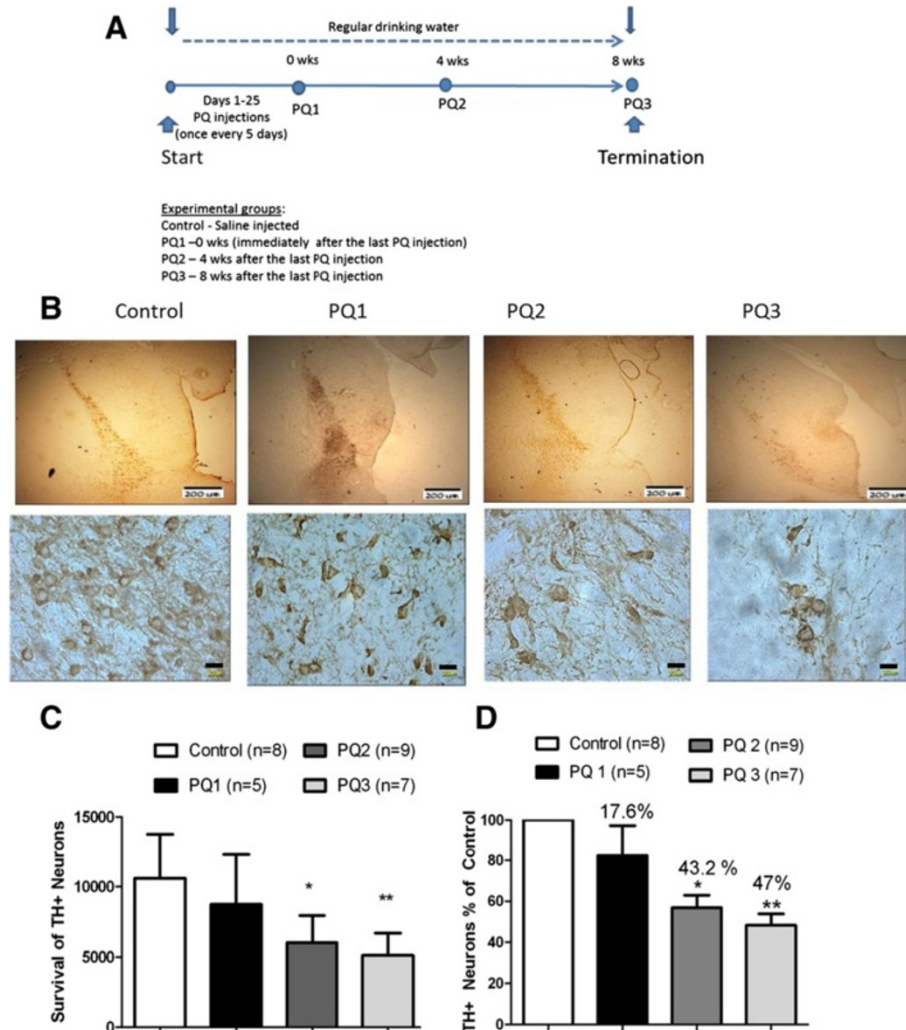 A
Regular drinking water
0 wks
4 wks
8 wks
Days 1-25
PQ injections
(once every 5 days)
PQ1
PQ2
PQ3
Start
Termination
Experimental groups:
Control - Saline injected
PQ1 –0 wks (immediately after the last PQ injection)
PQ2 – 4 wks after the last PQ injection
PQ3 – 8 wks after the last PQ injection
B
Control
PQ1
PQ2
PQ3
200 um
200 um
200 um
200 um
C
Control (n=8)
PQ2 (n=9)
PQ1 (n=5)
PQ3 (n=7)
Survival of TH+ Neurons
15000
10000
5000
0
*
**
D
Control (n=8)
PQ 2 (n=9)
PQ 1 (n=5)
PQ 3 (n=7)
TH+ Neurons % of Control
100
80
60
40
20
0
17.6%
43.2 %
*
47%
**